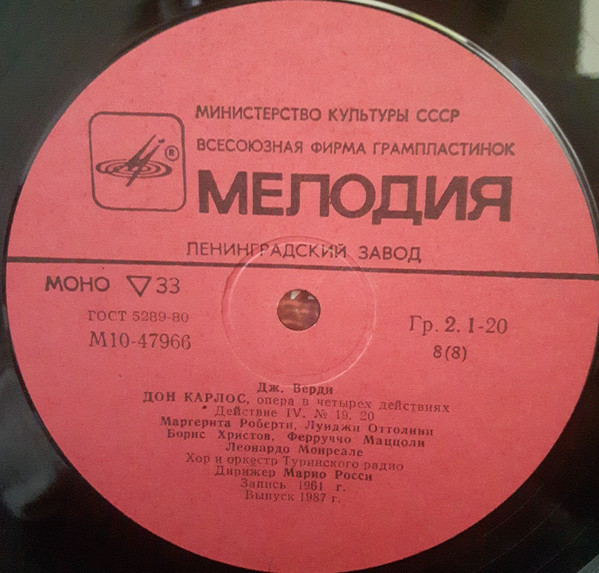 МИНИСТЕРСТВО КУЛЬТУРЫ СССР
ВСЕСОЮЗНАЯ ФИРМА ГРАМПЛАСТИНОК
®
МЕЛОДИЯ
ЛЕНИНГРАДСКИЙ ЗАВОД
МОНО ▽ 33
ГОСТ 5289-80
М10-47966
Гр. 2. 1-20
8(8)
Дж. Верди
ДОН КАРЛОС, опера в четырех действиях
Действие IV. № 19, 20
Маргерита Роберти, Луиджи Оттолини
Борис Христов, Ферруччо Маццоли
Леонардо Монреале
Хор и оркестр Туринского радио
Дирижер Марио Росси
Запись 1961 г.
Выпуск 1987 г.